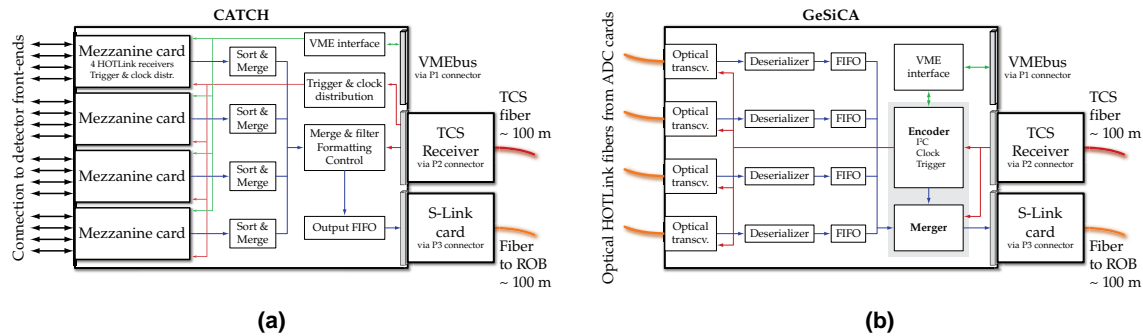 CATCH
Connection to detector front-ends
Mezzanine card
4 HOTLink receivers
Trigger & clock distr.
Mezzanine card
Mezzanine card
Mezzanine card
Sort &
Merge
Sort &
Merge
Sort &
Merge
Sort &
Merge
VME interface
Trigger & clock
distribution
Merge & filter
Formatting
Control
Output FIFO
VMEbus
via P1 connector
TCS
fiber
~ 100 m
TCS
Receiver
via P2 connector
S-Link
card
via P3 connector
Fiber
to ROB
~ 100 m
(a)
GeSiCA
Optical HOTLink fibers from ADC cards
Optical
transcv.
Deserializer
FIFO
Optical
transcv.
Deserializer
FIFO
Optical
transcv.
Deserializer
FIFO
Optical
transcv.
Deserializer
FIFO
VME
interface
Encoder
I²C
Clock
Trigger
Merger
VMEbus
via P1 connector
TCS
fiber
~ 100 m
TCS
Receiver
via P2 connector
S-Link
card
via P3 connector
Fiber
to ROB
~ 100 m
(b)